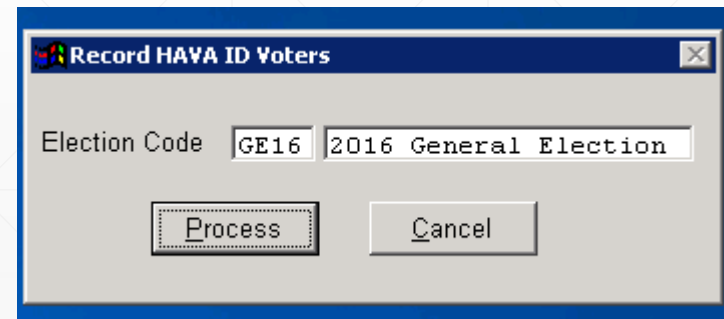 Record HAVA ID Voters
Election Code GE16 2016 General Election
Process Cancel